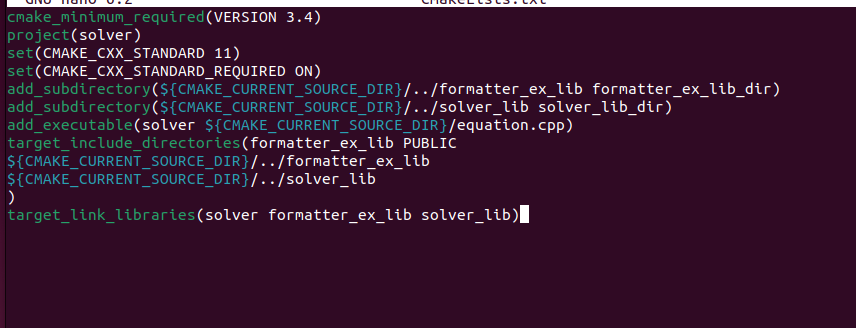 GNU nano 6.2 CMakeLists.txt
cmake_minimum_required(VERSION 3.4)
project(solver)
set(CMAKE_CXX_STANDARD 11)
set(CMAKE_CXX_STANDARD_REQUIRED ON)
add_subdirectory(${CMAKE_CURRENT_SOURCE_DIR}/../formatter_ex_lib formatter_ex_lib_dir)
add_subdirectory(${CMAKE_CURRENT_SOURCE_DIR}/../solver_lib solver_lib_dir)
add_executable(solver ${CMAKE_CURRENT_SOURCE_DIR}/equation.cpp)
target_include_directories(formatter_ex_lib PUBLIC
${CMAKE_CURRENT_SOURCE_DIR}/../formatter_ex_lib
${CMAKE_CURRENT_SOURCE_DIR}/../solver_lib
)
target_link_libraries(solver formatter_ex_lib solver_lib)